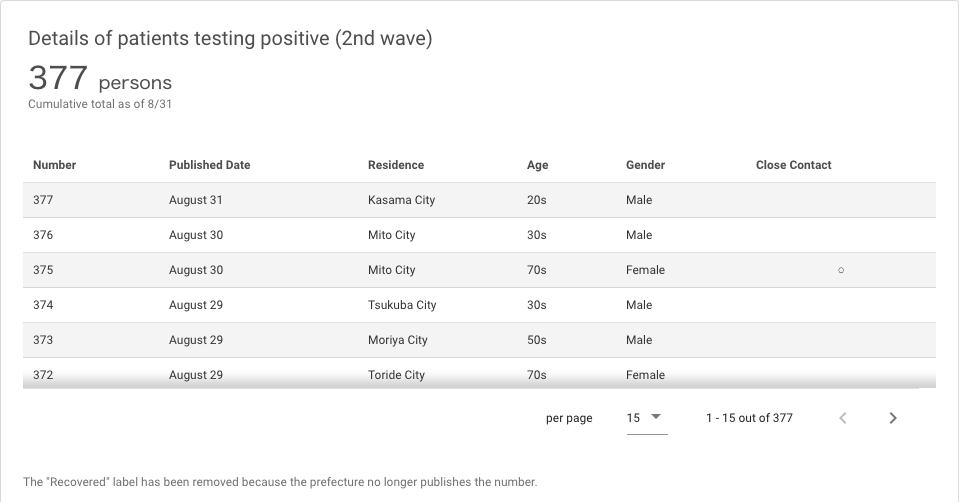 Details of patients testing positive (2nd wave)
377 persons
Cumulative total as of 8/31
Number Published Date Residence Age Gender Close Contact
377 August 31 Kasama City 20s Male
376 August 30 Mito City 30s Male
375 August 30 Mito City 70s Female ○
374 August 29 Tsukuba City 30s Male
373 August 29 Moriya City 50s Male
372 August 29 Toride City 70s Female
per page 15 1 - 15 out of 377
The "Recovered" label has been removed because the prefecture no longer publishes the number.